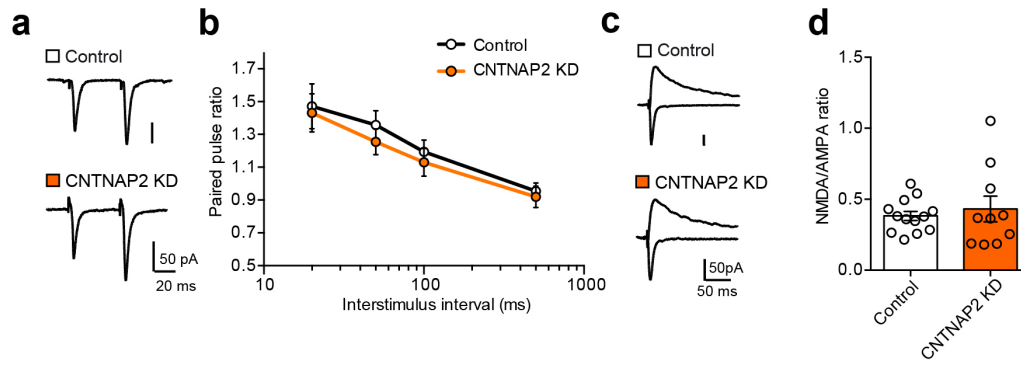 a
Control
CNTNAP2 KD
50 pA
20 ms
b
Control
CNTNAP2 KD
Paired pulse ratio
1.7
1.5
1.3
1.1
0.9
0.7
0.5
10
100
1000
Interstimulus interval (ms)
c
Control
CNTNAP2 KD
50pA
50 ms
d
NMDA/AMPA ratio
1.5
1.0
0.5
0.0
Control
CNTNAP2 KD